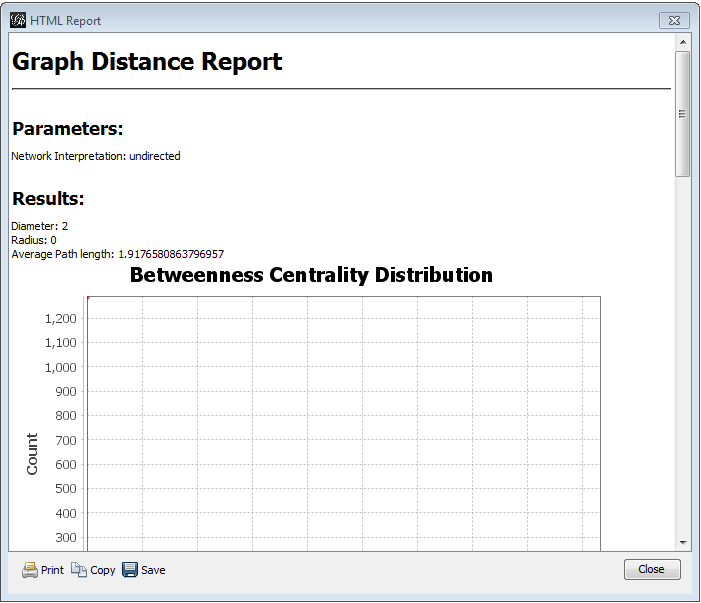 HTML Report
Graph Distance Report
Parameters:
Network Interpretation: undirected
Results:
Diameter: 2
Radius: 0
Average Path length: 1.9176580863796957
Betweenness Centrality Distribution
1,200
1,100
1,000
900
800
700
600
500
400
300
Count
Print Copy Save Close